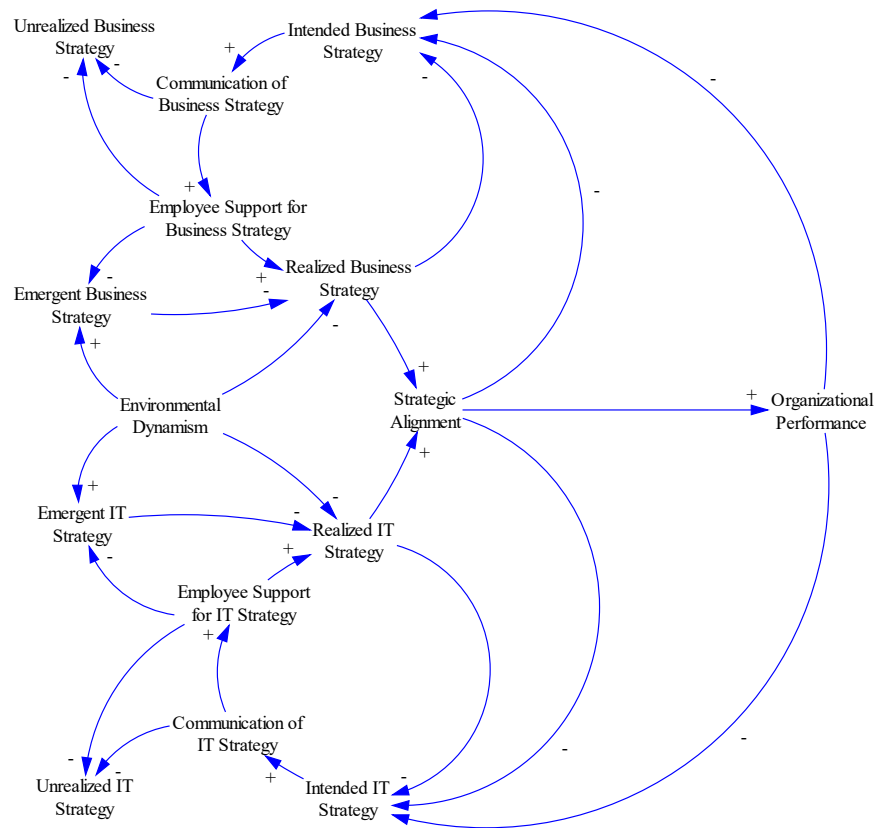 Unrealized Business
Strategy
Intended Business
Strategy
+
-
-
-
-
Communication of
Business Strategy
+
Employee Support for
Business Strategy
-
-
+
-
Realized Business
Strategy
Emergent Business
Strategy
-
+
+
Strategic
Alignment
+
Organizational
Performance
Environmental
Dynamism
+
+
-
Emergent IT
Strategy
-
Realized IT
Strategy
-
+
Employee Support
for IT Strategy
+
Communication of
IT Strategy
-
-
-
-
Unrealized IT
Strategy
+
-
Intended IT
Strategy